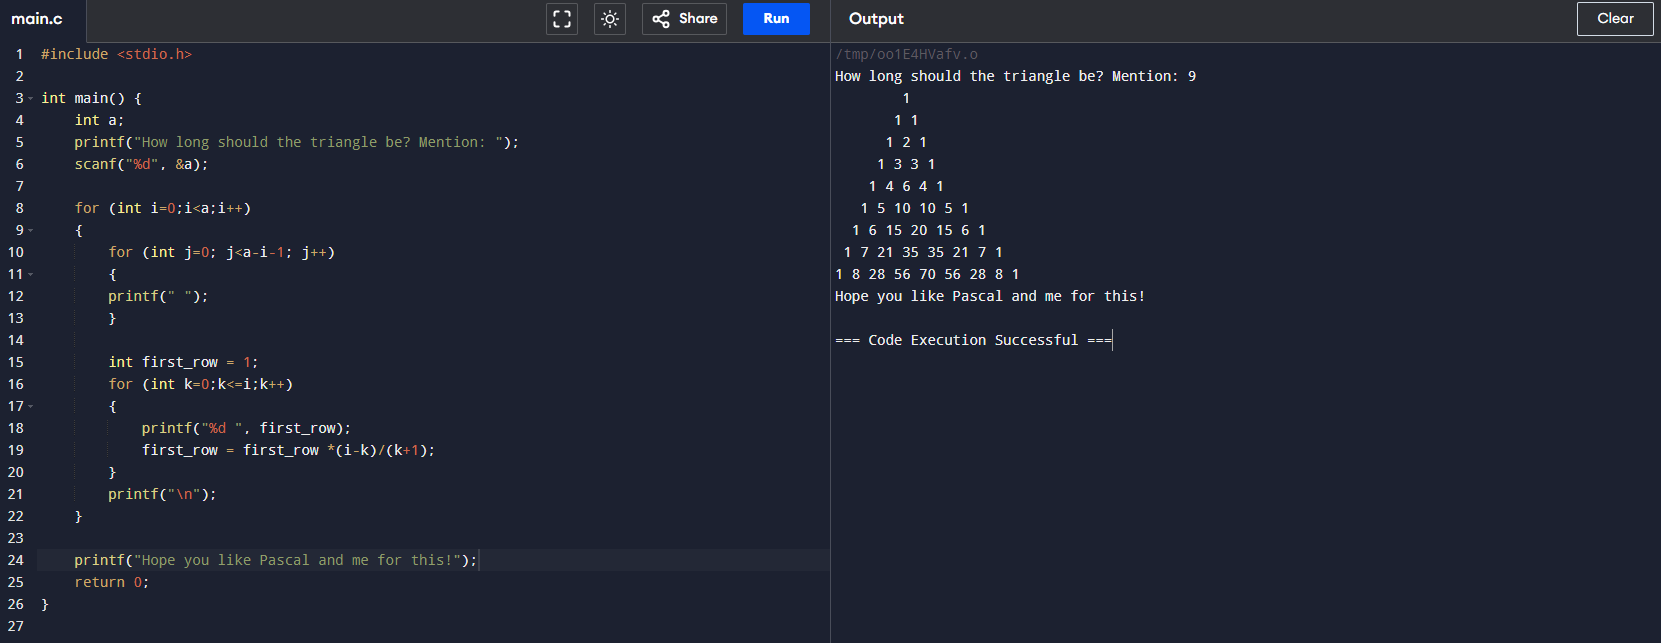 main.c Share Run Output Clear
1 #include <stdio.h>
2
3 int main() {
4     int a;
5     printf("How long should the triangle be? Mention: ");
6     scanf("%d", &a);
7
8     for (int i=0;i<a;i++)
9     {
10         for (int j=0; j<a-i-1; j++)
11         {
12         printf(" ");
13         }
14
15         int first_row = 1;
16         for (int k=0;k<=i;k++)
17         {
18             printf("%d ", first_row);
19             first_row = first_row *(i-k)/(k+1);
20         }
21         printf("\n");
22     }
23
24     printf("Hope you like Pascal and me for this!");
25     return 0;
26 }
27
/tmp/oo1E4HVafv.o
How long should the triangle be? Mention: 9
        1
       1 1
      1 2 1
     1 3 3 1
    1 4 6 4 1
   1 5 10 10 5 1
  1 6 15 20 15 6 1
 1 7 21 35 35 21 7 1
1 8 28 56 70 56 28 8 1
Hope you like Pascal and me for this!

=== Code Execution Successful ===